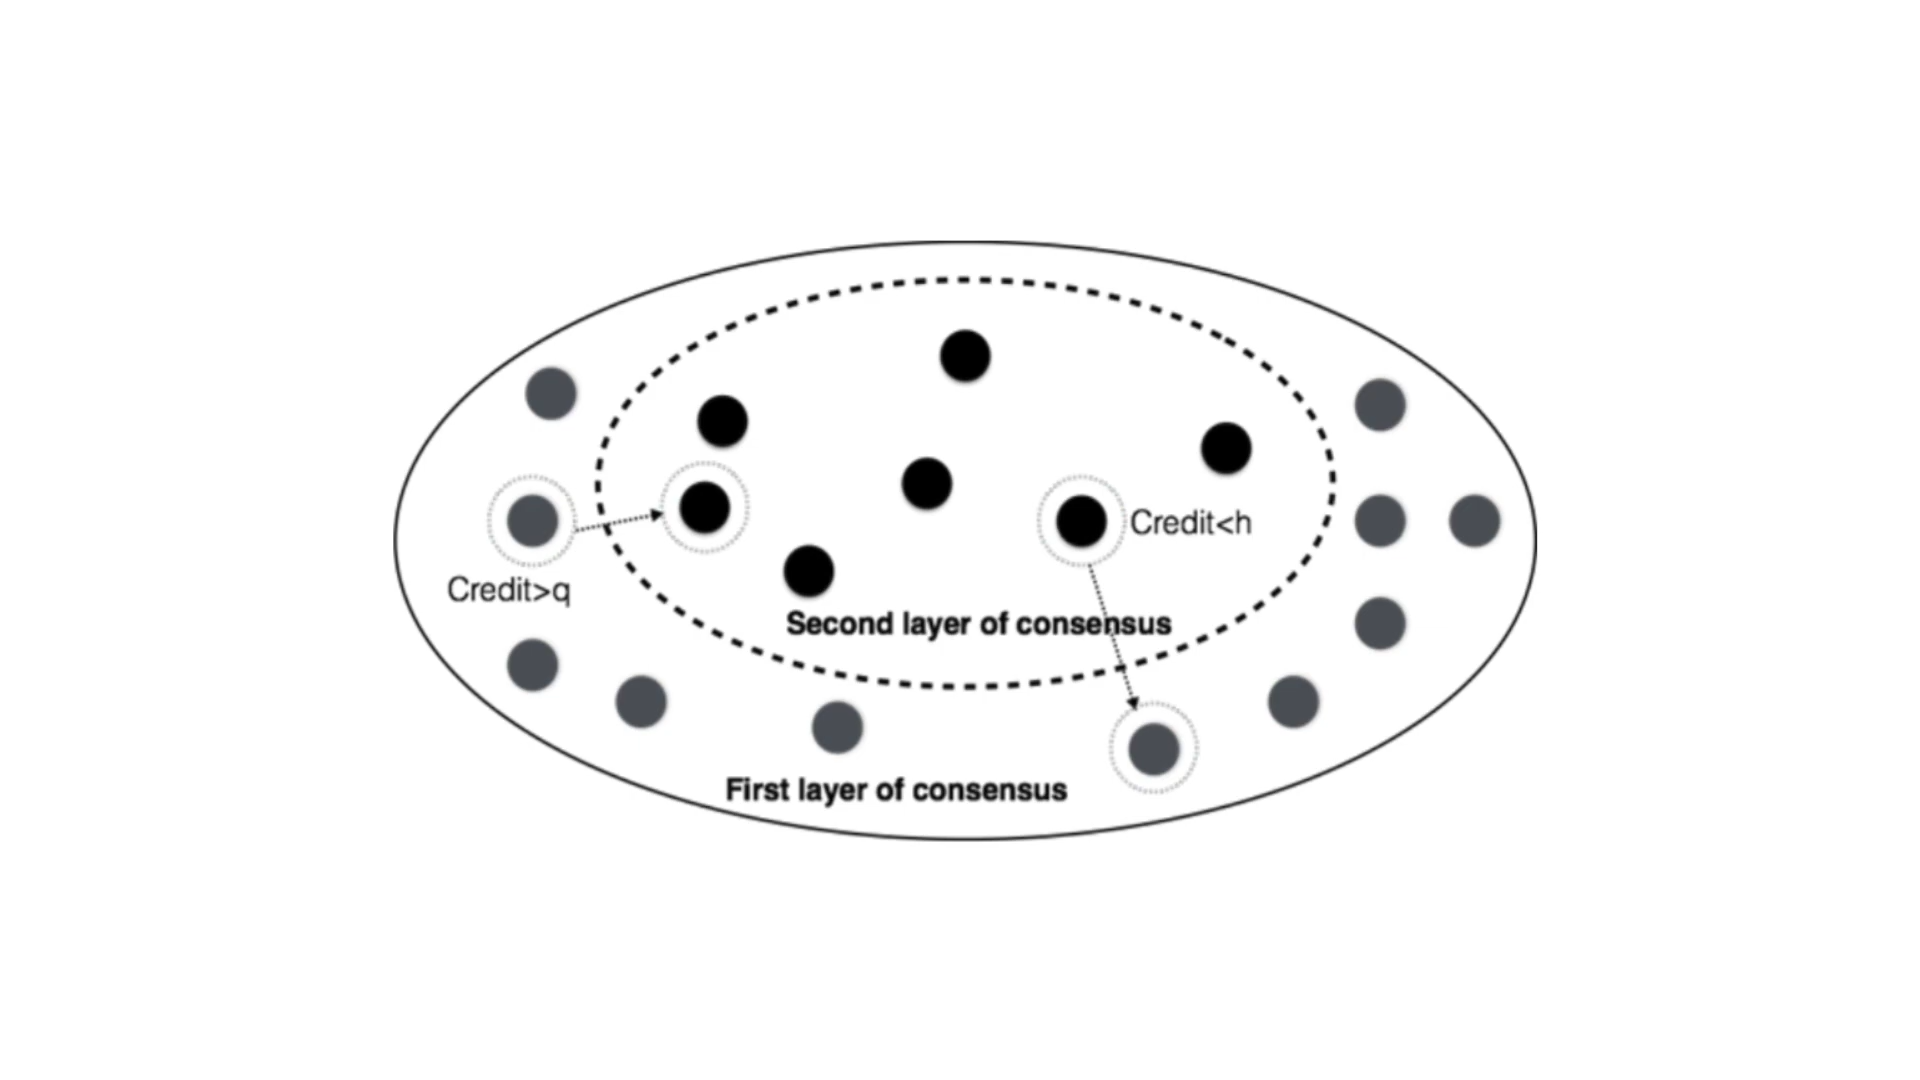 Credit<h
Credit>q
Second layer of consensus
First layer of consensus